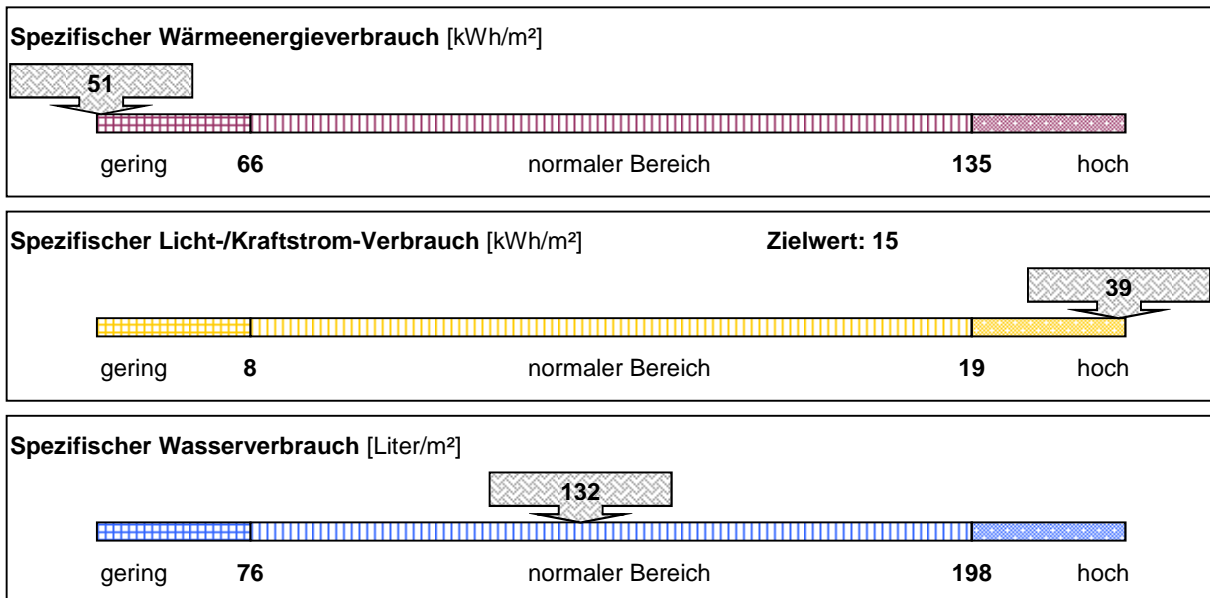 Spezifischer Wärmeenergieverbrauch [kWh/m²]
51
gering 66 normaler Bereich 135 hoch
Spezifischer Licht-/Kraftstrom-Verbrauch [kWh/m²] Zielwert: 15
39
gering 8 normaler Bereich 19 hoch
Spezifischer Wasserverbrauch [Liter/m²]
132
gering 76 normaler Bereich 198 hoch